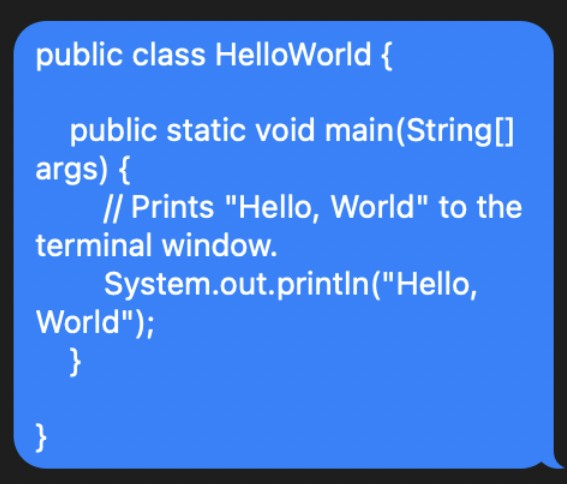 public class HelloWorld {

    public static void main(String[]
args) {
        // Prints "Hello, World" to the
terminal window.
        System.out.println("Hello,
World");
    }

}